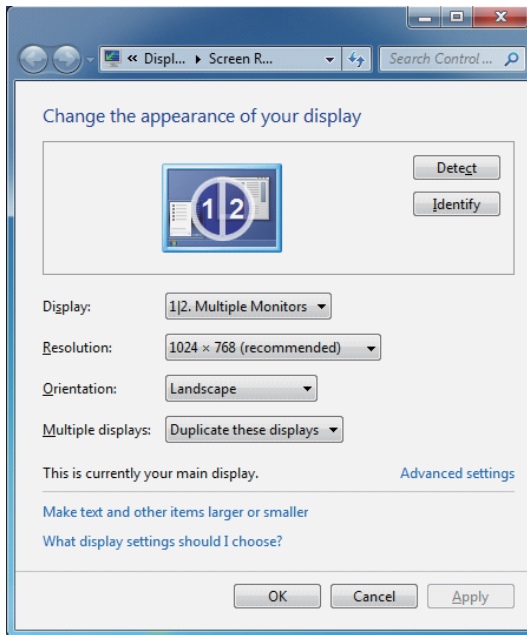 « Displ... ▸ Screen R...
Search Control ...
Change the appearance of your display
1|2
Detect
Identify
Display: 1|2. Multiple Monitors
Resolution: 1024 × 768 (recommended)
Orientation: Landscape
Multiple displays: Duplicate these displays
This is currently your main display. Advanced settings
Make text and other items larger or smaller
What display settings should I choose?
OK Cancel Apply